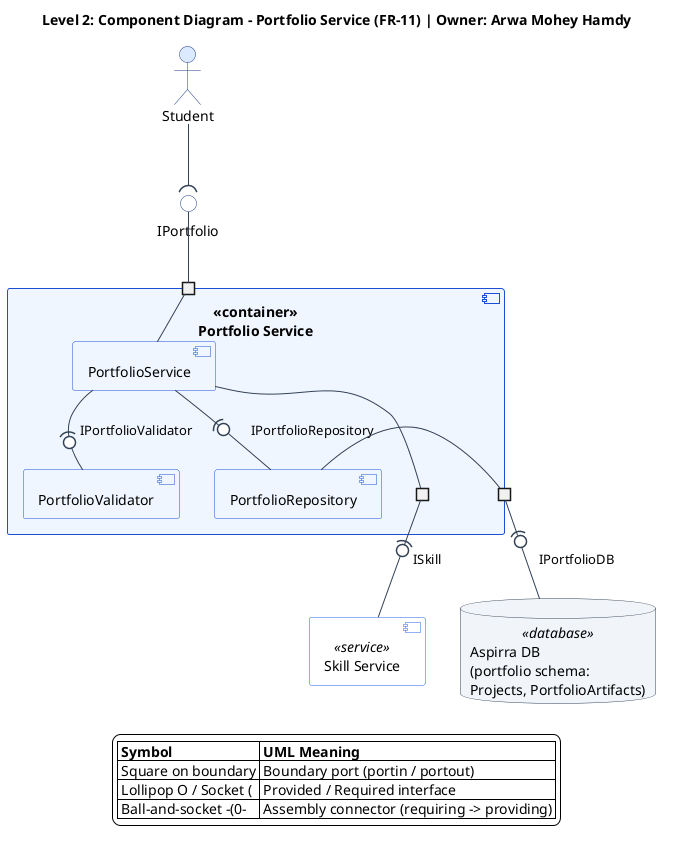 Level 2: Component Diagram - Portfolio Service (FR-11) | Owner: Arwa Mohey Hamdy
Student
IPortfolio
«container»
Portfolio Service
PortfolioService
IPortfolioValidator
IPortfolioRepository
PortfolioValidator
PortfolioRepository
ISkill
IPortfolioDB
«service»
Skill Service
«database»
Aspirra DB
(portfolio schema:
Projects, PortfolioArtifacts)
Symbol UML Meaning
Square on boundary Boundary port (portin / portout)
Lollipop O / Socket ( Provided / Required interface
Ball-and-socket -(0- Assembly connector (requiring -> providing)